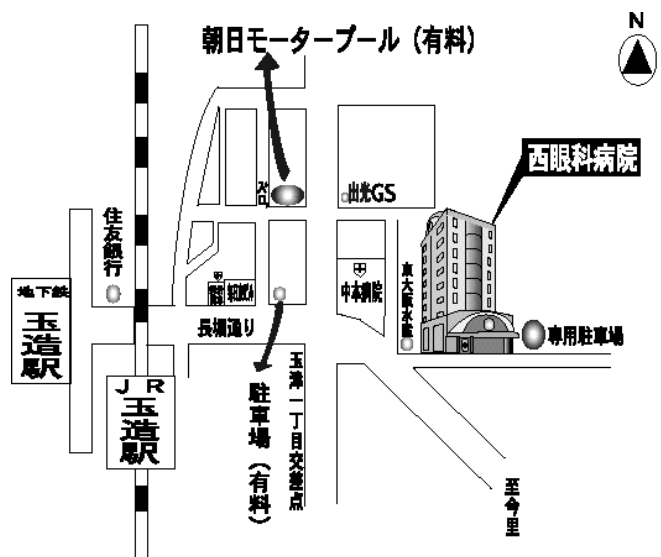 N
朝日モータープール（有料）
西眼科病院
出光GS
住友銀行
中本病院
東大阪水道
専用駐車場
地下鉄
玉造駅
長堀通り
JR
玉造駅
駐車場（有料）
玉津一丁目交差点
至今里